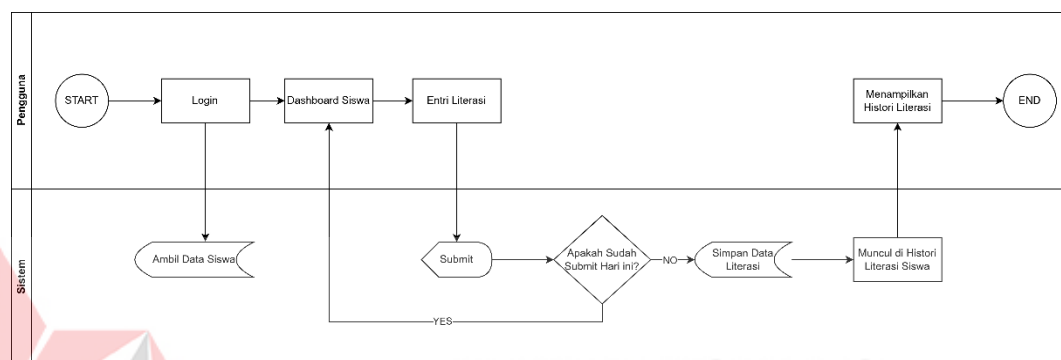 Pengguna
START
Login
Dashboard Siswa
Entri Literasi
Menampilkan
Histori Literasi
END
Sistem
Ambil Data Siswa
Submit
Apakah Sudah
Submit Hari ini?
NO
Simpan Data
Literasi
Muncul di Histori
Literasi Siswa
YES